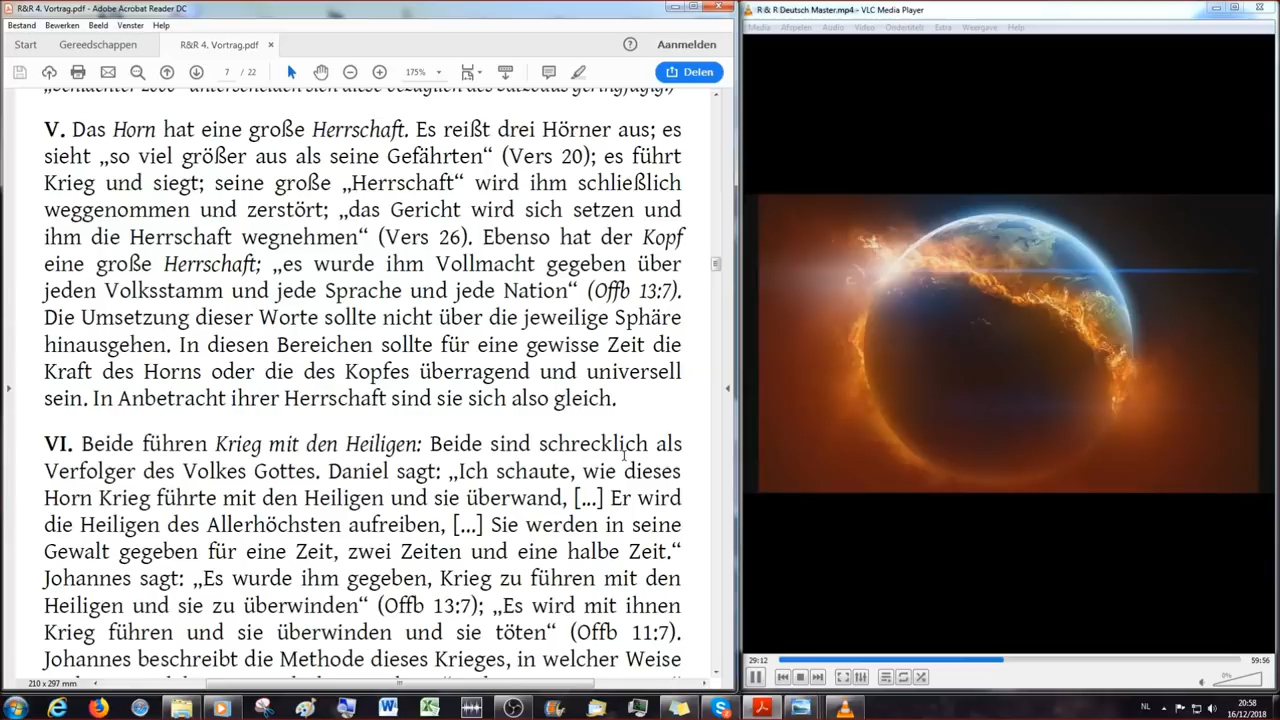 R&R 4. Vortrag.pdf - Adobe Acrobat Reader DC
Bestand Bewerken Beeld Venster Help
Start Gereedschappen R&R 4. Vortrag.pdf × Aanmelden
7 / 22 175% Delen
V. Das Horn hat eine große Herrschaft. Es reißt drei Hörner aus; es
sieht „so viel größer aus als seine Gefährten“ (Vers 20); es führt
Krieg und siegt; seine große „Herrschaft“ wird ihm schließlich
weggenommen und zerstört; „das Gericht wird sich setzen und
ihm die Herrschaft wegnehmen“ (Vers 26). Ebenso hat der Kopf
eine große Herrschaft; „es wurde ihm Vollmacht gegeben über
jeden Volksstamm und jede Sprache und jede Nation“ (Offb 13:7).
Die Umsetzung dieser Worte sollte nicht über die jeweilige Sphäre
hinausgehen. In diesen Bereichen sollte für eine gewisse Zeit die
Kraft des Horns oder die des Kopfes überragend und universell
sein. In Anbetracht ihrer Herrschaft sind sie sich also gleich.
VI. Beide führen Krieg mit den Heiligen: Beide sind schrecklich als
Verfolger des Volkes Gottes. Daniel sagt: „Ich schaute, wie dieses
Horn Krieg führte mit den Heiligen und sie überwand, [...] Er wird
die Heiligen des Allerhöchsten aufreiben, [...] Sie werden in seine
Gewalt gegeben für eine Zeit, zwei Zeiten und eine halbe Zeit.“
Johannes sagt: „Es wurde ihm gegeben, Krieg zu führen mit den
Heiligen und sie zu überwinden“ (Offb 13:7); „Es wird mit ihnen
Krieg führen und sie überwinden und sie töten“ (Offb 11:7).
Johannes beschreibt die Methode dieses Krieges, in welcher Weise
210 x 297 mm
R & R Deutsch Master.mp4 - VLC Media Player
Media Afspelen Audio Video Ondertitels Extra Weergave Help
29:12 59:56
0%
NL 20:58
16/12/2018